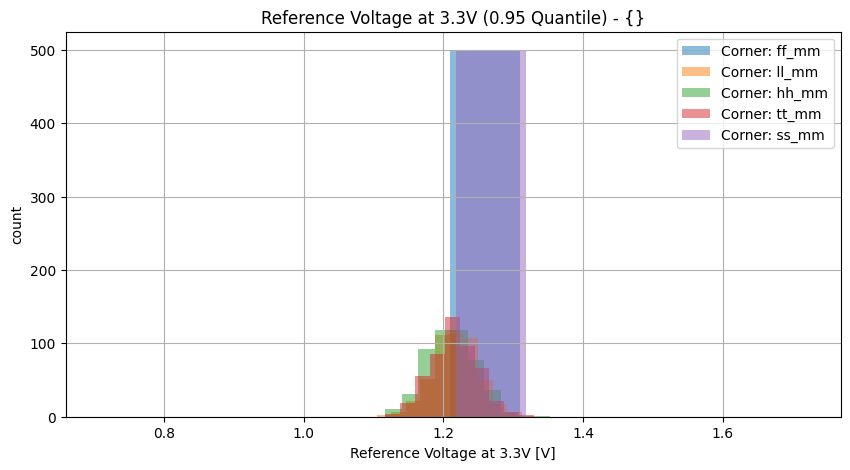 Reference Voltage at 3.3V (0.95 Quantile) - {}
500
400
300
200
100
0
count
Corner: ff_mm
Corner: ll_mm
Corner: hh_mm
Corner: tt_mm
Corner: ss_mm
0.8 1.0 1.2 1.4 1.6
Reference Voltage at 3.3V [V]